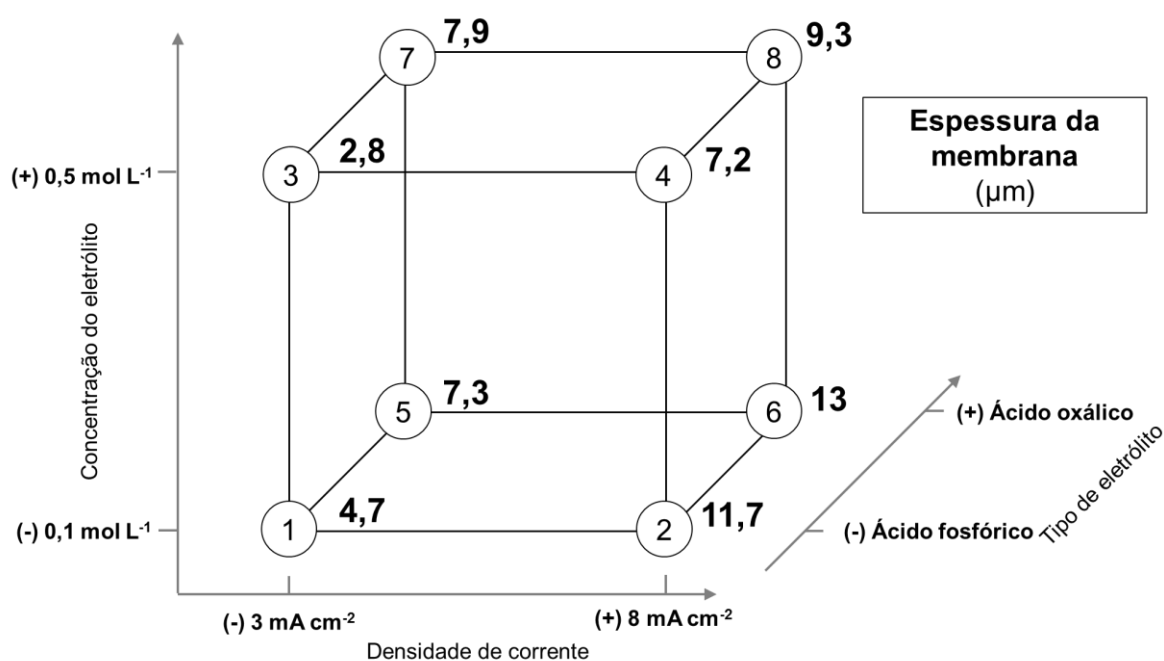 7,9
9,3
7
8
Espessura da
membrana
(µm)
2,8
7,2
(+) 0,5 mol L⁻¹
3
4
Concentração do eletrólito
7,3
13
5
6
(+) Ácido oxálico
4,7
11,7
(-) 0,1 mol L⁻¹
1
2
(-) Ácido fosfórico
Tipo de eletrólito
(-) 3 mA cm⁻²
(+) 8 mA cm⁻²
Densidade de corrente